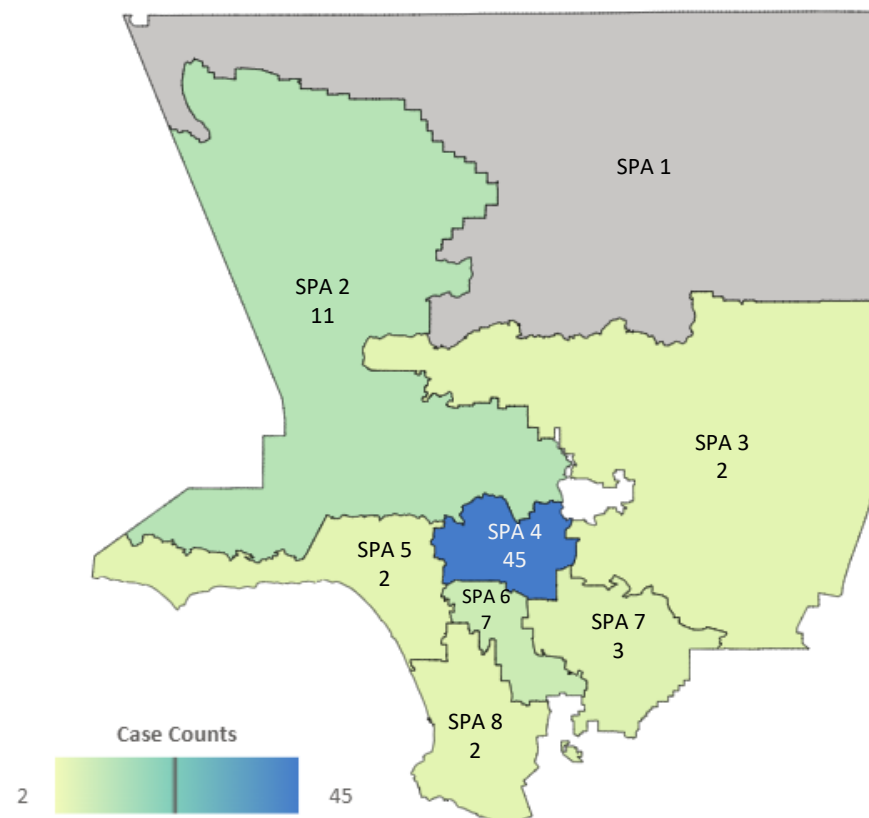 SPA 1
SPA 2
11
SPA 3
2
SPA 4
45
SPA 5
2
SPA 6
7
SPA 7
3
SPA 8
2
Case Counts
2 45